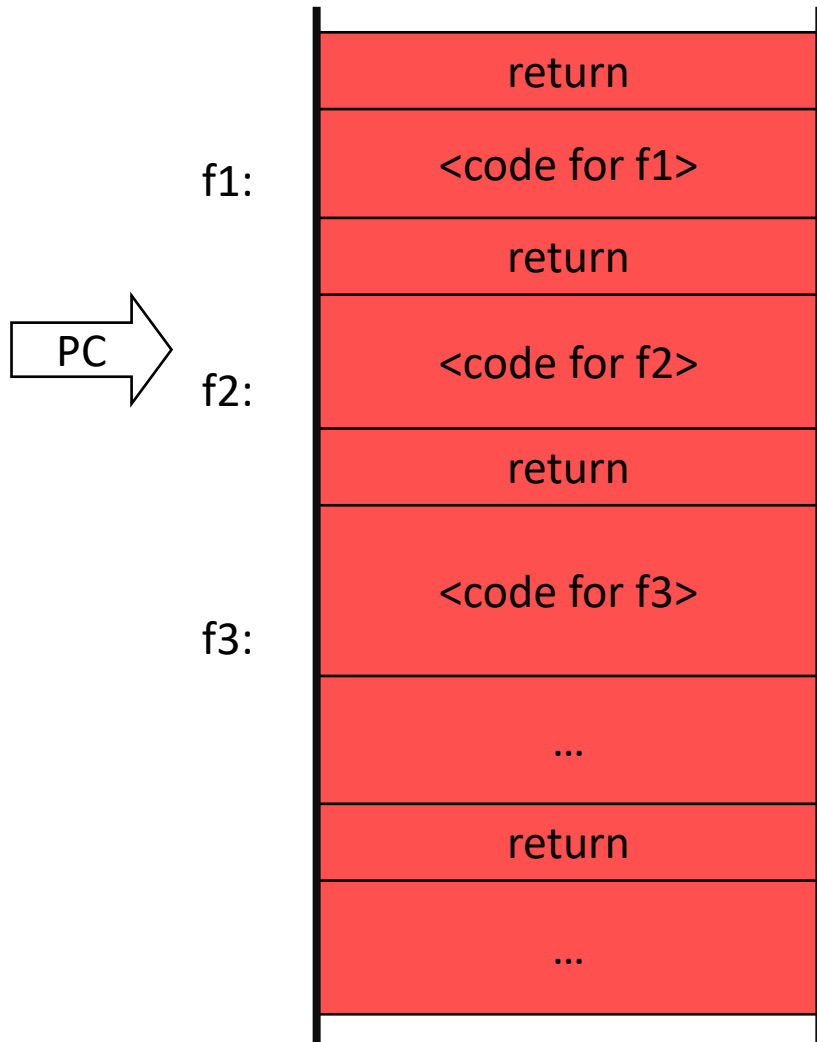 return
<code for f1>
f1:
return
PC
<code for f2>
f2:
return
<code for f3>
f3:
...
return
...